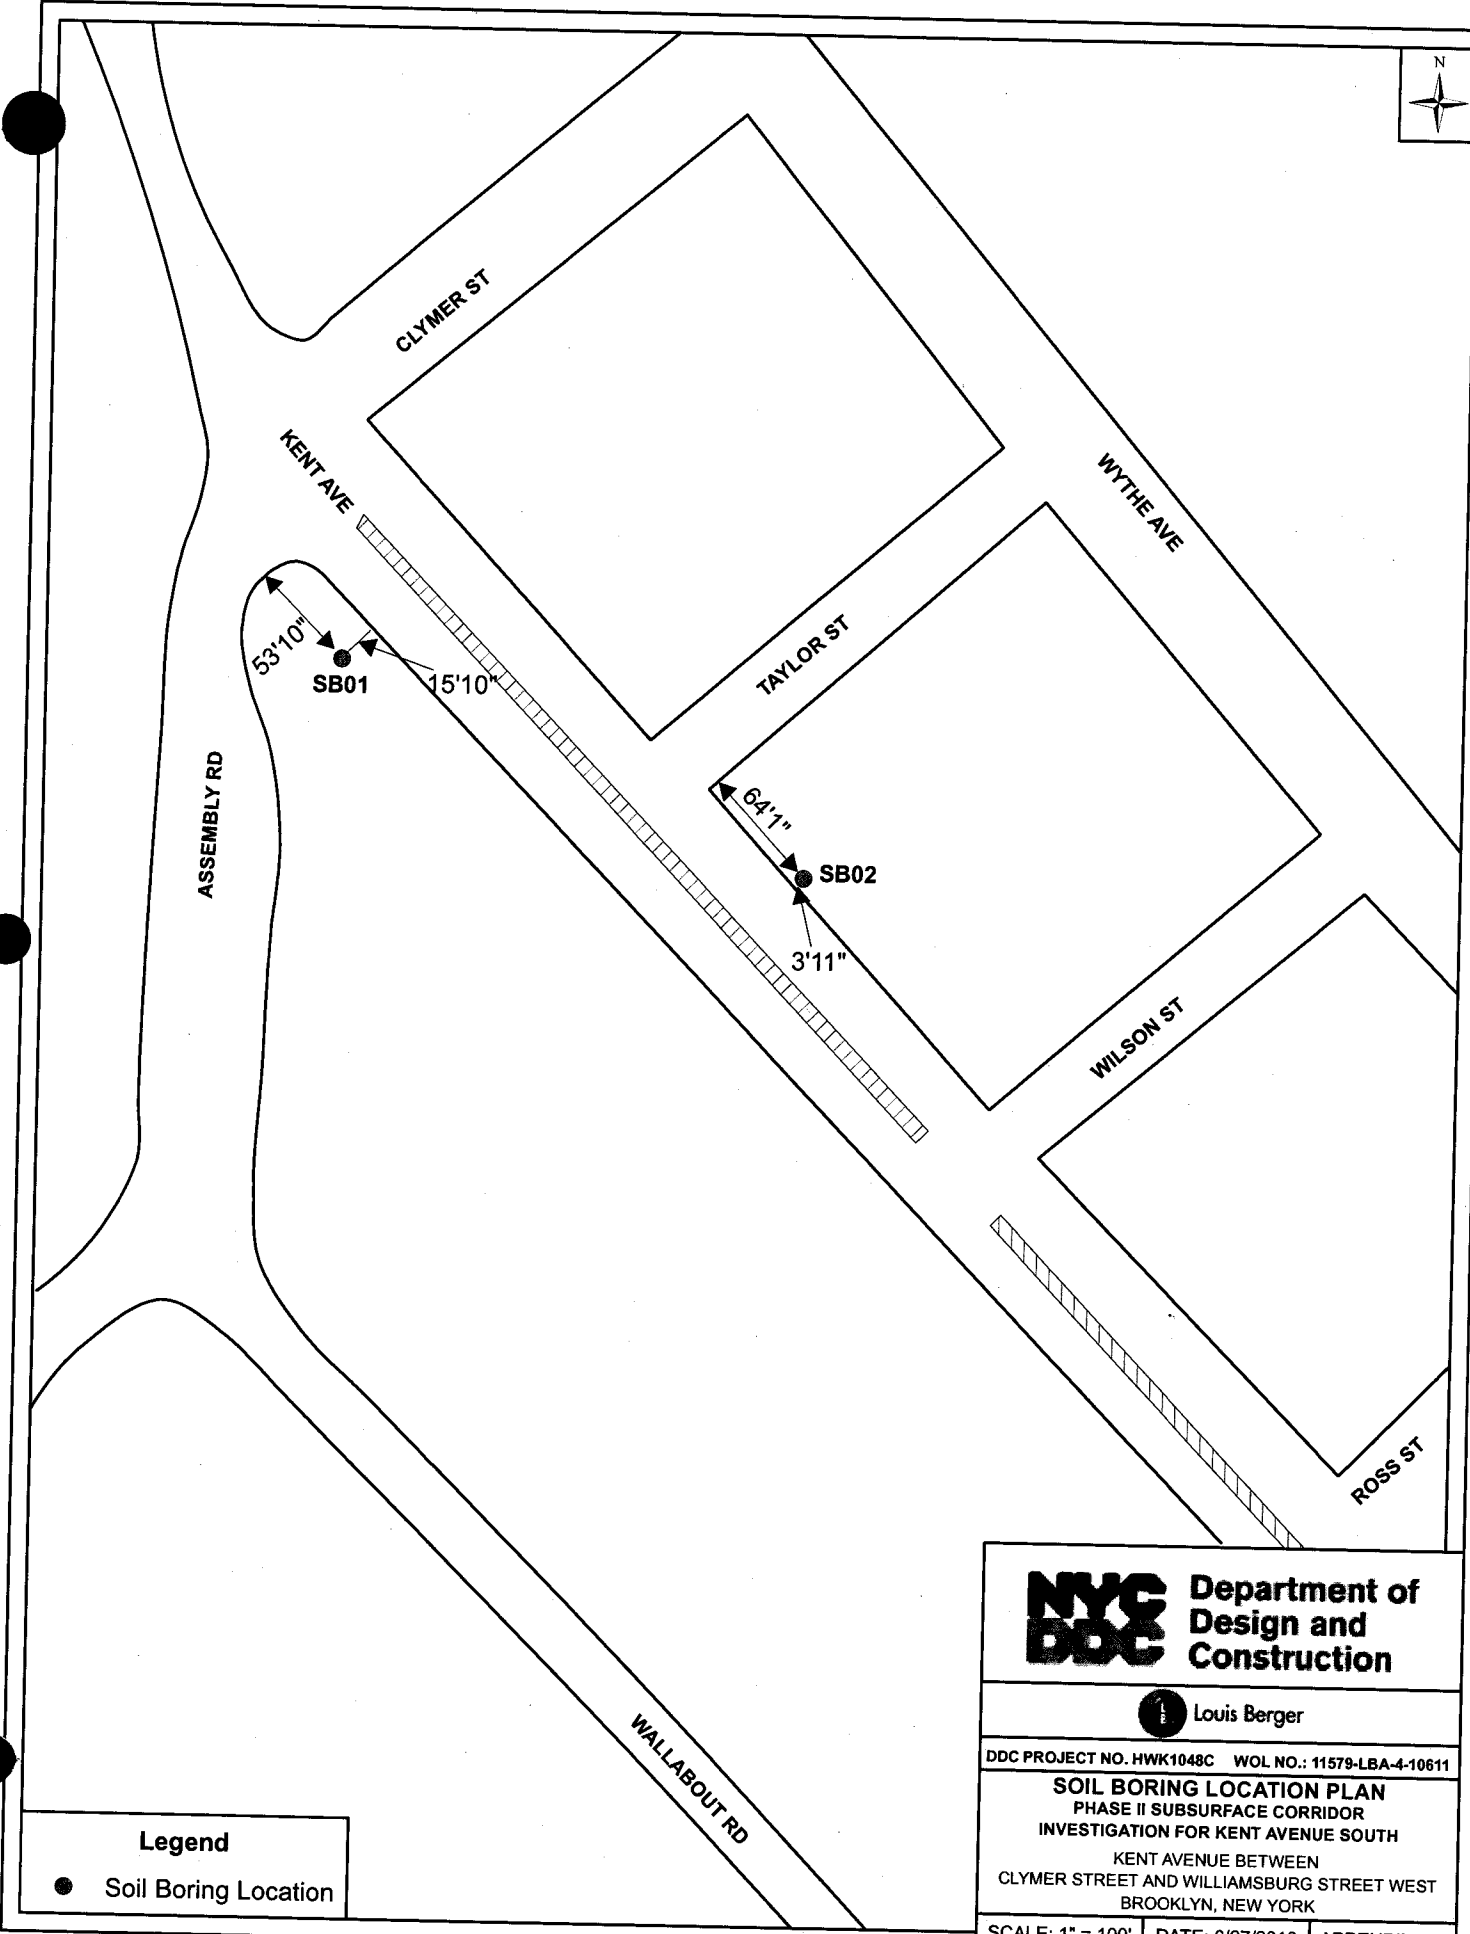 N
CLYMER ST
KENT AVE
WYTHE AVE
TAYLOR ST
53'10"
SB01
15'10"
ASSEMBLY RD
64'1"
SB02
3'11"
WILSON ST
ROSS ST
WALLABOUT RD
NYC
DDC
Department of
Design and
Construction
Louis Berger
DDC PROJECT NO. HWK1048C WOL NO.: 11579-LBA-4-10611
SOIL BORING LOCATION PLAN
PHASE II SUBSURFACE CORRIDOR
INVESTIGATION FOR KENT AVENUE SOUTH
KENT AVENUE BETWEEN
CLYMER STREET AND WILLIAMSBURG STREET WEST
BROOKLYN, NEW YORK
SCALE: 1" = 100'
Legend
Soil Boring Location